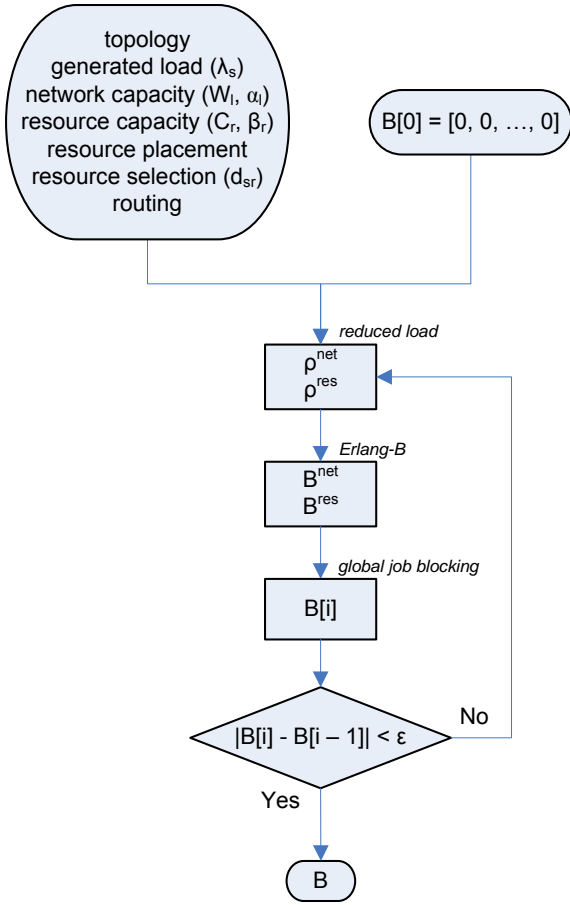 topology
generated load (λs)
network capacity (Wl, αl)
resource capacity (Cr, βr)
resource placement
resource selection (dsr)
routing
B[0] = [0, 0, …, 0]
reduced load
ρnet
ρres
Erlang-B
Bnet
Bres
global job blocking
B[i]
|B[i] - B[i – 1]| < ε
No
Yes
B